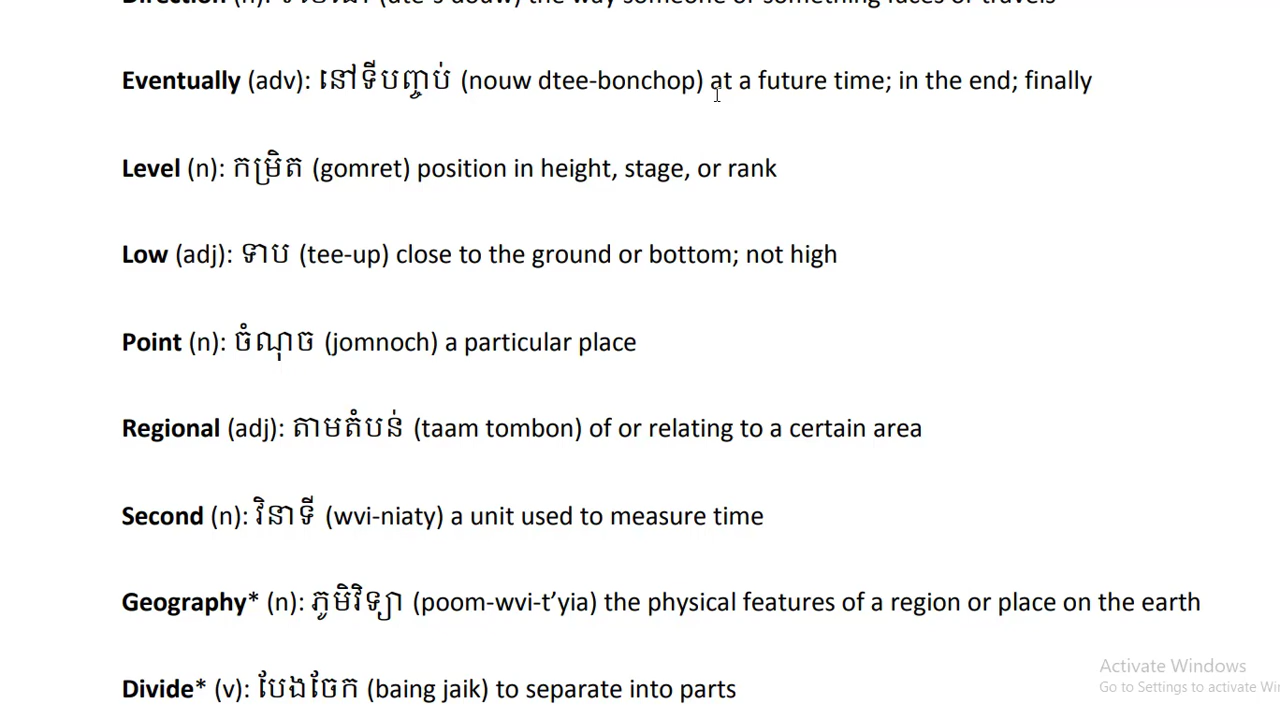 Eventually (adv): នៅទីបញ្ចប់ (nouw dtee-bonchop) at a future time; in the end; finally
Level (n): កម្រិត (gomret) position in height, stage, or rank
Low (adj): ទាប (tee-up) close to the ground or bottom; not high
Point (n): ចំណុច (jomnoch) a particular place
Regional (adj): តាមតំបន់ (taam tombon) of or relating to a certain area
Second (n): វិនាទី (wvi-niaty) a unit used to measure time
Geography* (n): ភូមិវិទ្យា (poom-wvi-t’yia) the physical features of a region or place on the earth
Divide* (v): បែងចែក (baing jaik) to separate into parts
Activate Windows
Go to Settings to activate